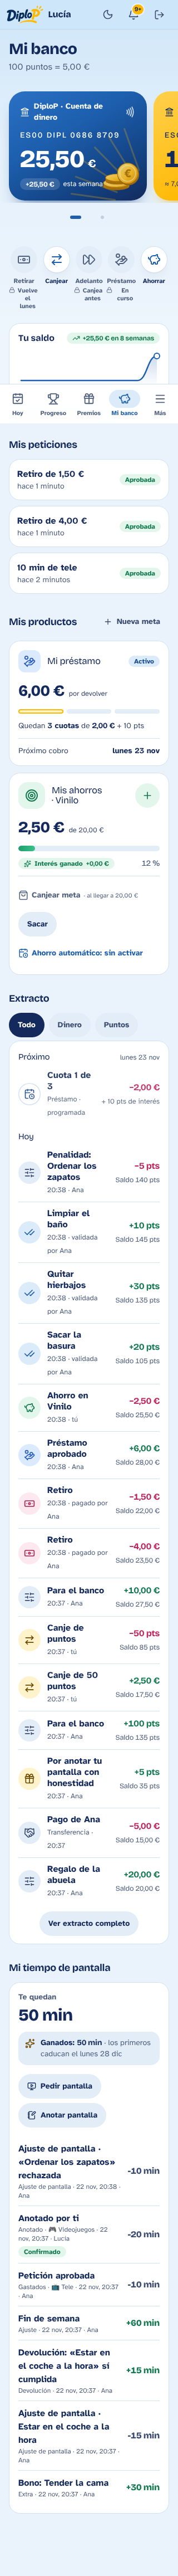 DiploP Lucía 9+
Mi banco
100 puntos = 5,00 €
DiploP · Cuenta de
dinero
ES00 DIPL 0686 8709
25,50 €
+25,50 € esta semana
Retirar
Vuelve
el
lunes
Canjear
Adelanto
Canjea
antes
Préstamo
En
curso
Ahorrar
Tu saldo
+25,50 € en 8 semanas
Hoy
Progreso
Premios
Mi banco
Más
Mis peticiones
Retiro de 1,50 €
hace 1 minuto
Aprobada
Retiro de 4,00 €
hace 1 minuto
Aprobada
10 min de tele
hace 2 minutos
Aprobada
Mis productos
+ Nueva meta
Mi préstamo
Activo
6,00 € por devolver
Quedan 3 cuotas de 2,00 € + 10 pts
Próximo cobro
lunes 23 nov
Mis ahorros
· Vinilo
2,50 € de 20,00 €
Interés ganado +0,00 €
12 %
Canjear meta · al llegar a 20,00 €
Sacar
Ahorro automático: sin activar
Extracto
Todo
Dinero
Puntos
Próximo
lunes 23 nov
Cuota 1 de
3
Préstamo ·
programada
−2,00 €
+ 10 pts de interés
Hoy
Penalidad:
Ordenar los
zapatos
20:38 · Ana
−5 pts
Saldo 140 pts
Limpiar el
baño
20:38 · validada
por Ana
+10 pts
Saldo 145 pts
Quitar
hierbajos
20:38 · validada
por Ana
+30 pts
Saldo 135 pts
Sacar la
basura
20:38 · validada
por Ana
+20 pts
Saldo 105 pts
Ahorro en
Vinilo
20:38 · tú
−2,50 €
Saldo 25,50 €
Préstamo
aprobado
20:38 · Ana
+6,00 €
Saldo 28,00 €
Retiro
20:38 · pagado por
Ana
−1,50 €
Saldo 22,00 €
Retiro
20:38 · pagado por
Ana
−4,00 €
Saldo 23,50 €
Para el banco
20:37 · Ana
+10,00 €
Saldo 27,50 €
Canje de
puntos
20:37 · tú
−50 pts
Saldo 85 pts
Canje de 50
puntos
20:37 · tú
+2,50 €
Saldo 17,50 €
Para el banco
20:37 · Ana
+100 pts
Saldo 135 pts
Por anotar tu
pantalla con
honestidad
20:37 · Ana
+5 pts
Saldo 35 pts
Pago de Ana
Transferencia ·
20:37
−5,00 €
Saldo 15,00 €
Regalo de la
abuela
20:37 · Ana
+20,00 €
Saldo 20,00 €
Ver extracto completo
Mi tiempo de pantalla
Te quedan
50 min
Ganados: 50 min · los primeros
caducan el lunes 28 dic
Pedir pantalla
Anotar pantalla
Ajuste de pantalla ·
«Ordenar los zapatos»
rechazada
Ajuste de pantalla · 22 nov, 20:38 ·
Ana
-10 min
Anotado por ti
Anotado · 🎮 Videojuegos · 22
nov, 20:37 · Lucía
Confirmado
-20 min
Petición aprobada
Gastados · 📺 Tele · 22 nov, 20:37
· Ana
-10 min
Fin de semana
Ajuste · 22 nov, 20:37 · Ana
+60 min
Devolución: «Estar en
el coche a la hora» sí
cumplida
Devolución · 22 nov, 20:37 · Ana
+15 min
Ajuste de pantalla ·
Estar en el coche a la
hora
Ajuste de pantalla · 22 nov, 20:37 ·
Ana
-15 min
Bono: Tender la cama
Extra · 22 nov, 20:37 · Ana
+30 min